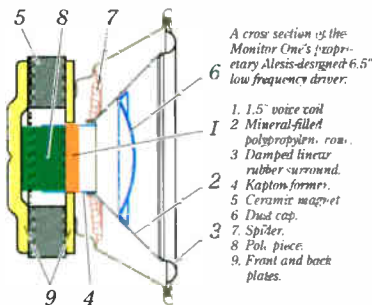 5
8
7
6
1
2
3
9
4
A cross section of the
Monitor One's propri-
etary Alesis-designed 6.5"
low frequency driver.
1. 1.5" voice coil
2 Mineral-filled
polypropylene cone.
3 Damped linear
rubber surround.
4 Kapton former.
5 Ceramic magnet
6 Dust cap.
7. Spider.
8 Pole piece.
9. Front and back
plates.